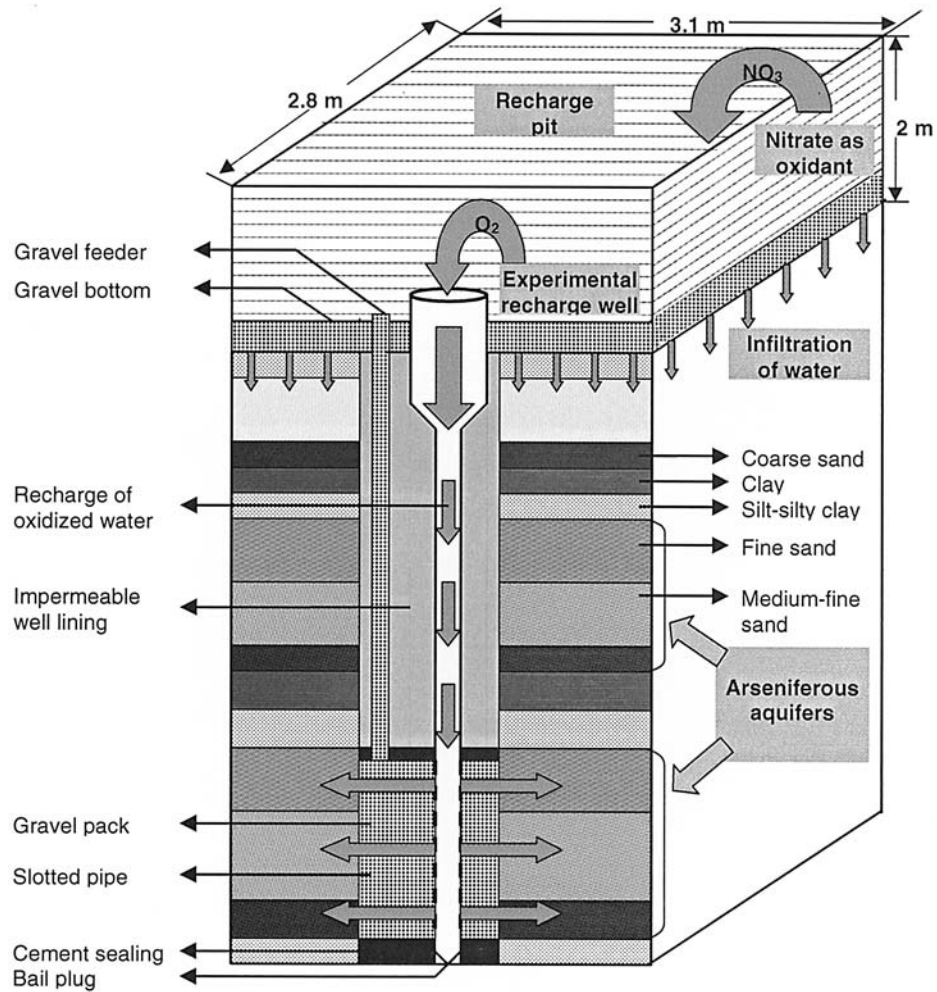 3.1 m
NO3
2.8 m
Recharge
pit
2 m
Nitrate as
oxidant
O2
Gravel feeder
Gravel bottom
Experimental
recharge well
Infiltration
of water
Coarse sand
Clay
Silt-silty clay
Recharge of
oxidized water
Fine sand
Impermeable
well lining
Medium-fine
sand
Arseniferous
aquifers
Gravel pack
Slotted pipe
Cement sealing
Bail plug